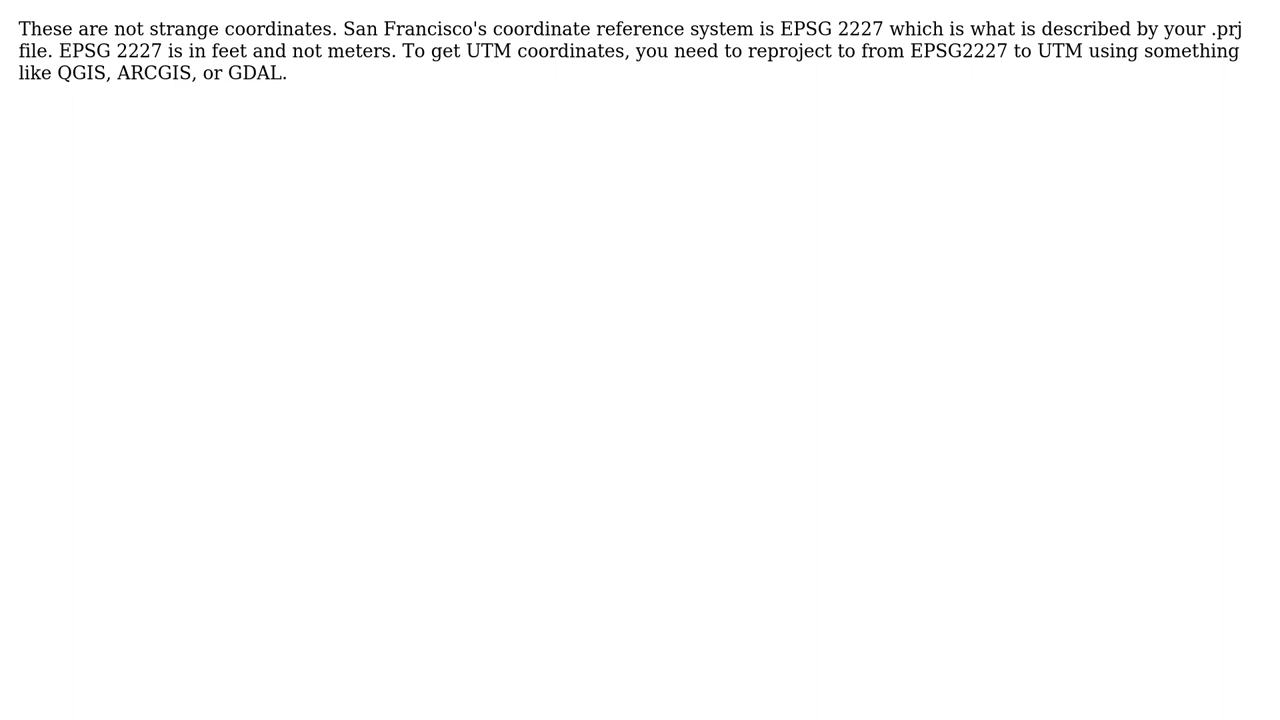 These are not strange coordinates. San Francisco's coordinate reference system is EPSG 2227 which is what is described by your .prj
file. EPSG 2227 is in feet and not meters. To get UTM coordinates, you need to reproject to from EPSG2227 to UTM using something
like QGIS, ARCGIS, or GDAL.